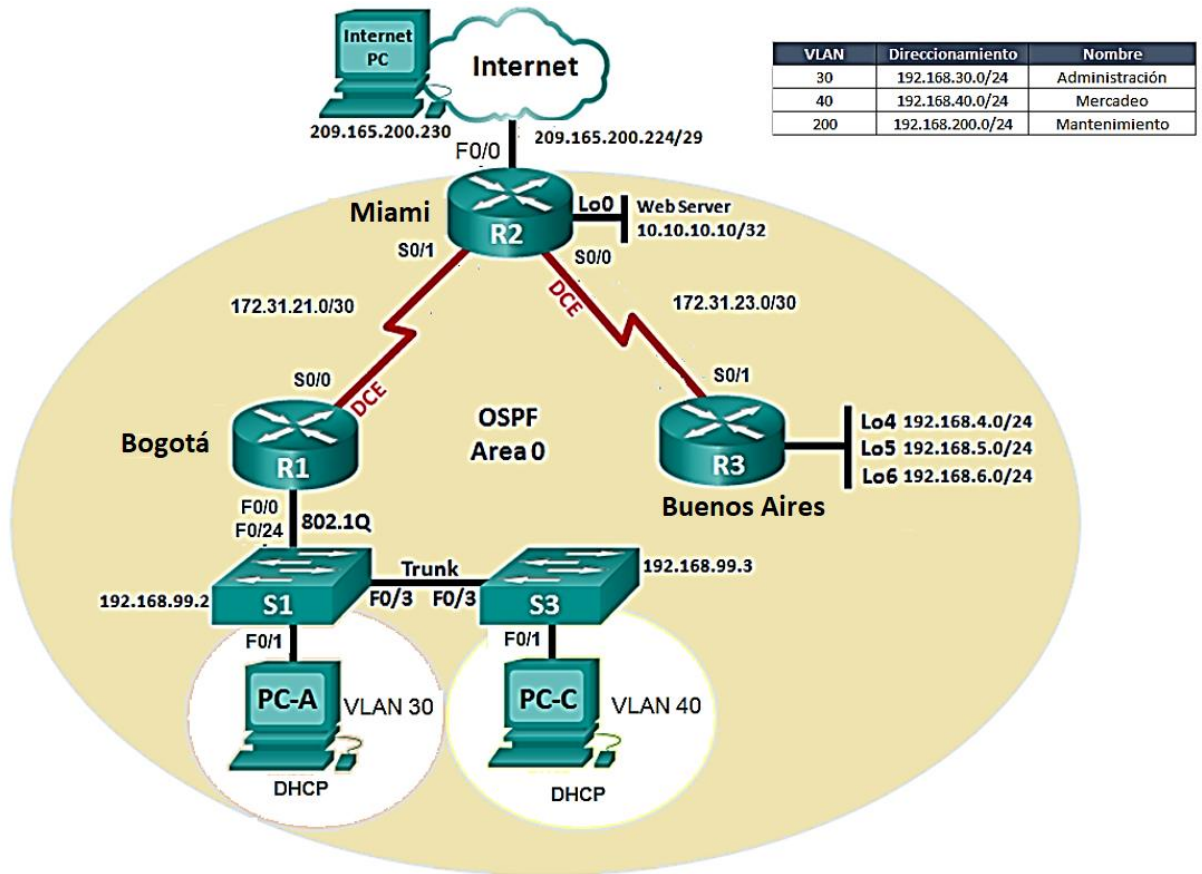 Internet
PC
Internet
209.165.200.230
209.165.200.224/29
F0/0
VLAN Direccionamiento Nombre
30 192.168.30.0/24 Administración
40 192.168.40.0/24 Mercadeo
200 192.168.200.0/24 Mantenimiento
Miami
R2
Lo0
Web Server
10.10.10.10/32
S0/1
S0/0
DCE
172.31.21.0/30
172.31.23.0/30
S0/0
DCE
S0/1
Bogotá
R1
OSPF
Area 0
R3
Buenos Aires
Lo4 192.168.4.0/24
Lo5 192.168.5.0/24
Lo6 192.168.6.0/24
F0/0
F0/24
802.1Q
192.168.99.2
S1
Trunk
F0/3 F0/3
S3
192.168.99.3
F0/1
F0/1
PC-A
VLAN 30
PC-C
VLAN 40
DHCP
DHCP